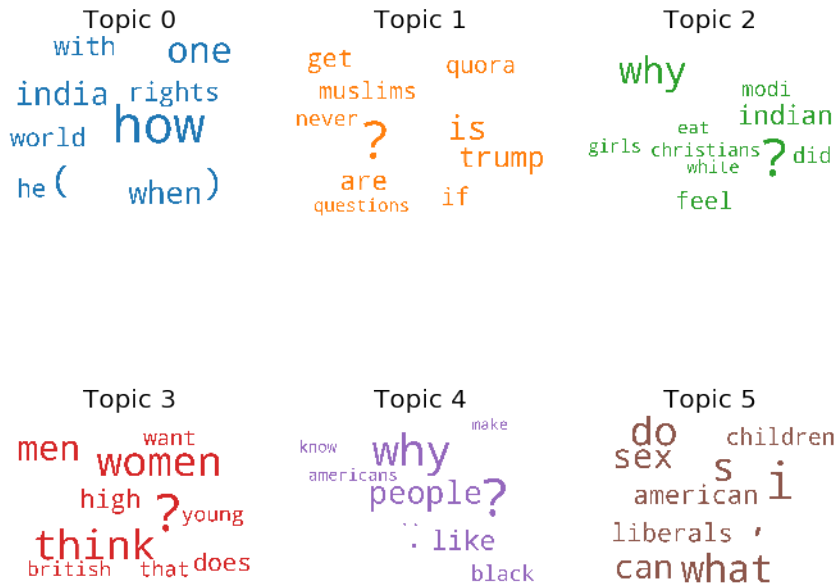 Topic 0
with one
india rights
how
world
he ( when )
Topic 1
get quora
muslims
never ? is
trump
are
questions if
Topic 2
why modi
indian
eat
girls christians ? did
white
feel
Topic 3
want
men women
high ? young
think
british that does
Topic 4
make
know why
americans
people ?
`` . like
black
Topic 5
do children
sex s i
american
liberals ,
can what